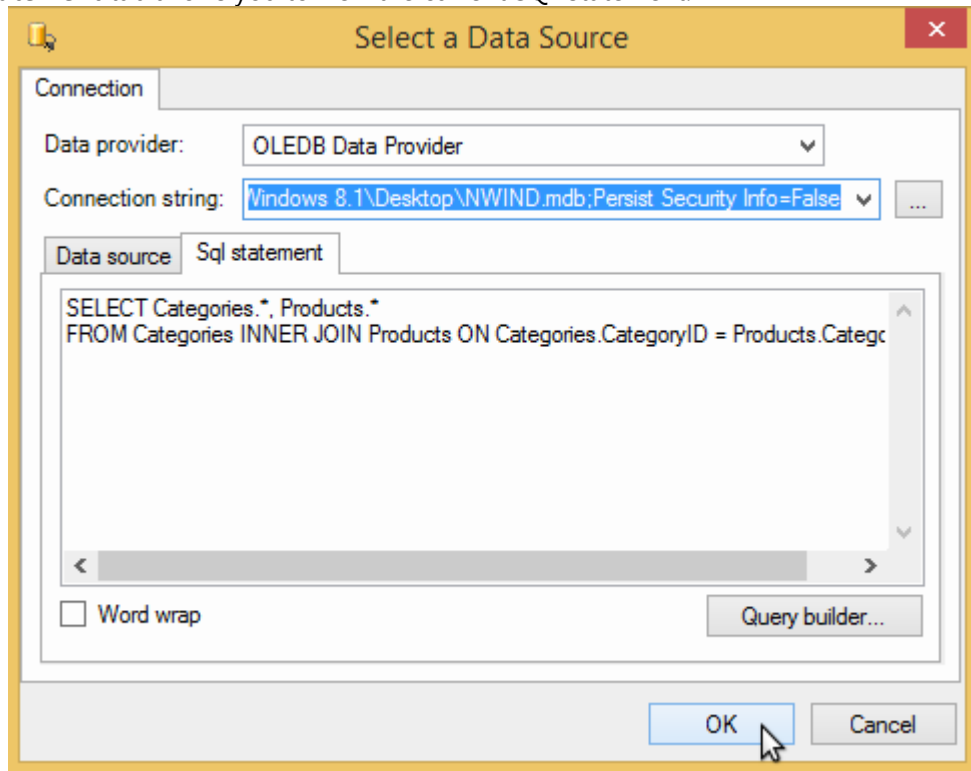 Select a Data Source
Connection
Data provider: OLEDB Data Provider
Connection string: Windows 8.1\Desktop\NWIND.mdb;Persist Security Info=False ...
Data source Sql statement
SELECT Categories.*, Products.*
FROM Categories INNER JOIN Products ON Categories.CategoryID = Products.Catego
Word wrap Query builder...
OK Cancel